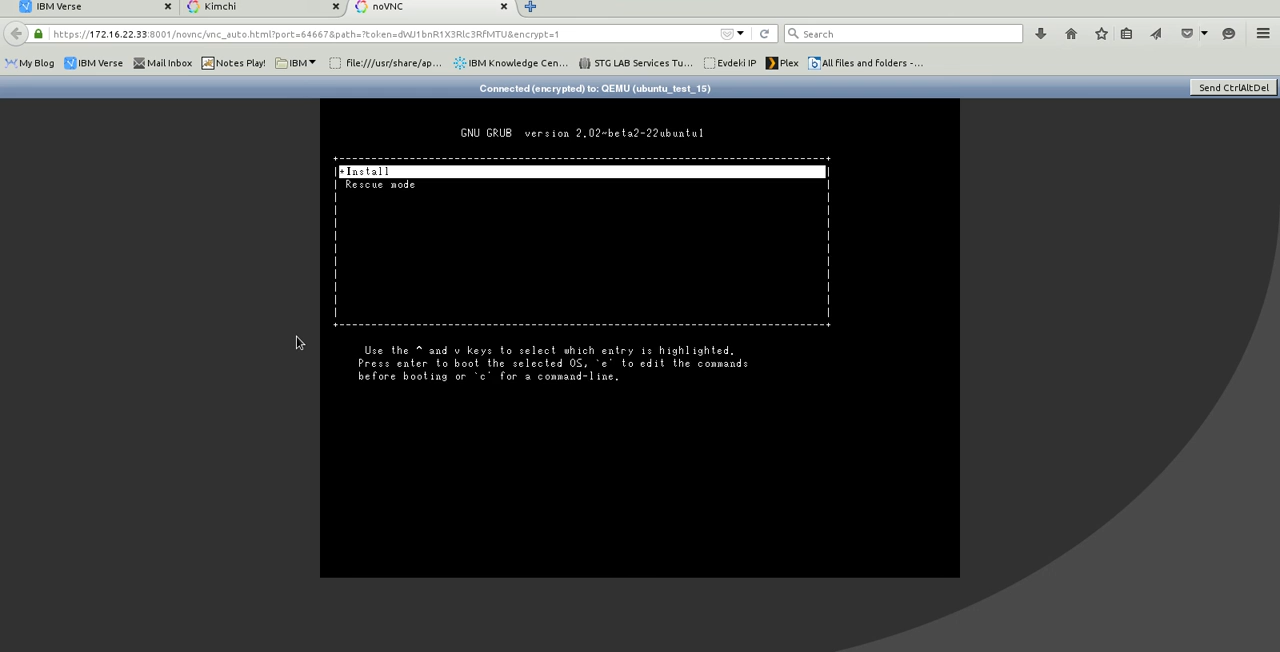 IBM Verse Kimchi noVNC
https://172.16.22.33:8001/novnc/vnc_auto.html?port=64667&path=?token=dWJ1bnR1X3Rlc3RfMTU&encrypt=1 Search
My Blog IBM Verse Mail Inbox Notes Play! IBM file:///usr/share/ap... IBM Knowledge Cen... STG LAB Services Tu... Evdeki IP Plex All files and folders -...
Connected (encrypted) to: QEMU (ubuntu_test_15) Send CtrlAltDel
GNU GRUB version 2.02~beta2-22ubuntu1
*Install
Rescue mode
Use the ^ and v keys to select which entry is highlighted.
Press enter to boot the selected OS, `e' to edit the commands
before booting or `c' for a command-line.